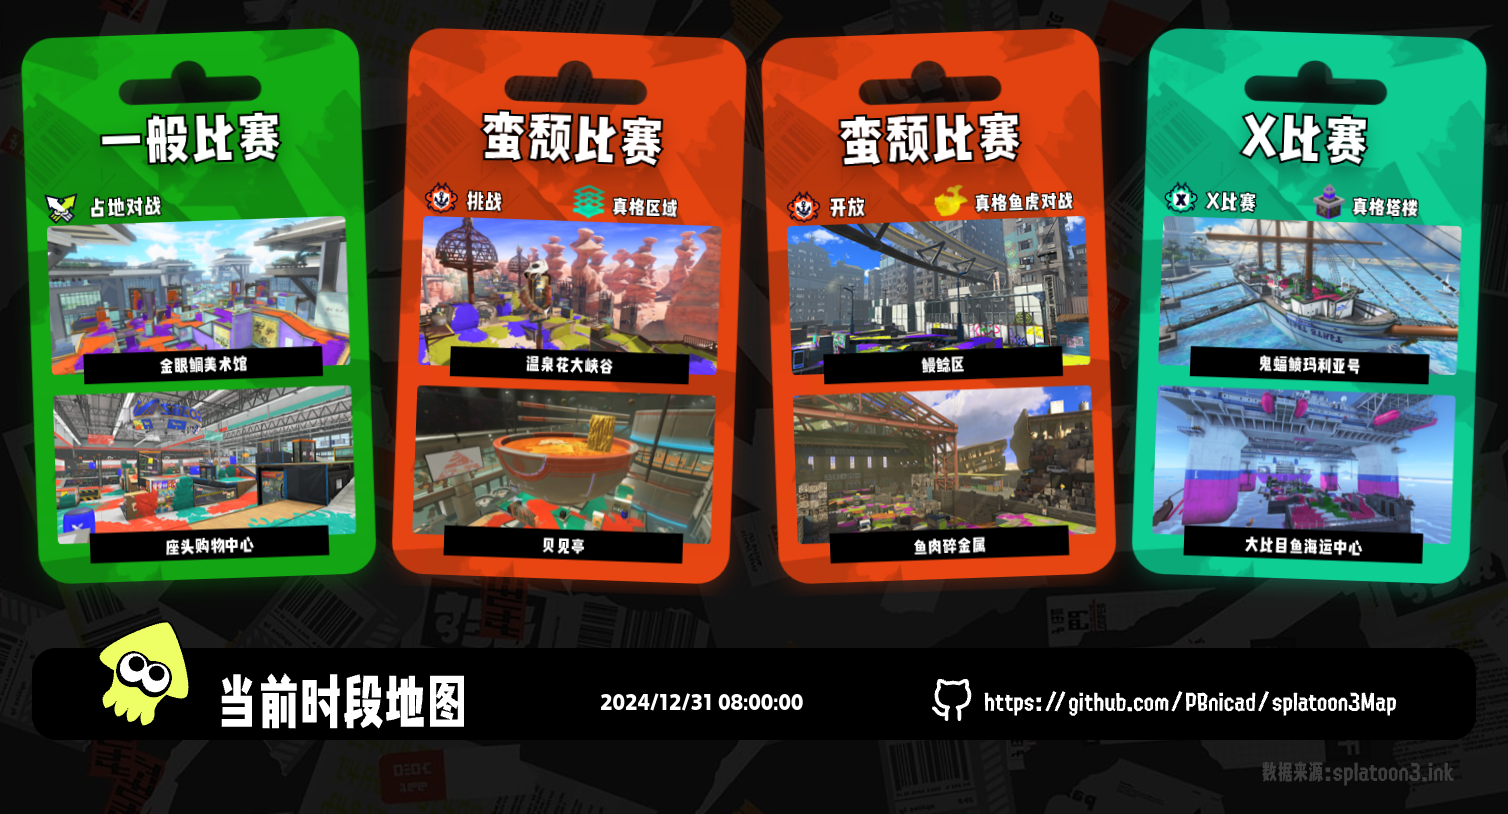 一般比赛
占地对战
金眼鲷美术馆
座头购物中心
蛮颓比赛
挑战
真格区域
温泉花大峡谷
贝见亭
蛮颓比赛
开放
真格鱼虎对战
鳗鲶区
鱼肉碎金属
X比赛
X比赛
真格塔楼
鬼蝠鲼玛利亚号
大比目鱼海运中心
当前时段地图
2024/12/31 08:00:00
https://github.com/PBnicad/splatoon3Map
数据来源:splatoon3.ink